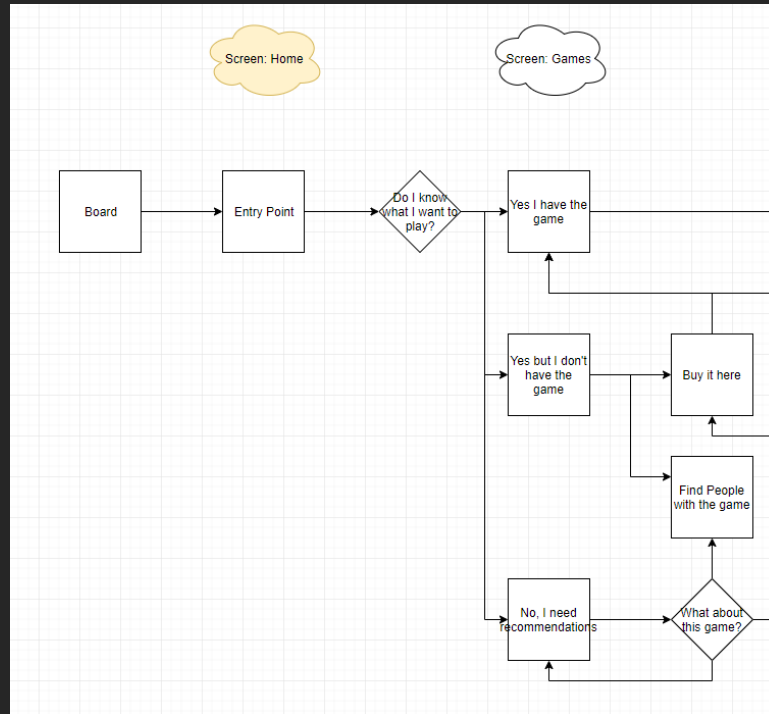 Screen: Home
Screen: Games
Board
Entry Point
Do I know
what I want to
play?
Yes I have the
game
Yes but I don't
have the
game
Buy it here
Find People
with the game
No, I need
recommendations
What about
this game?